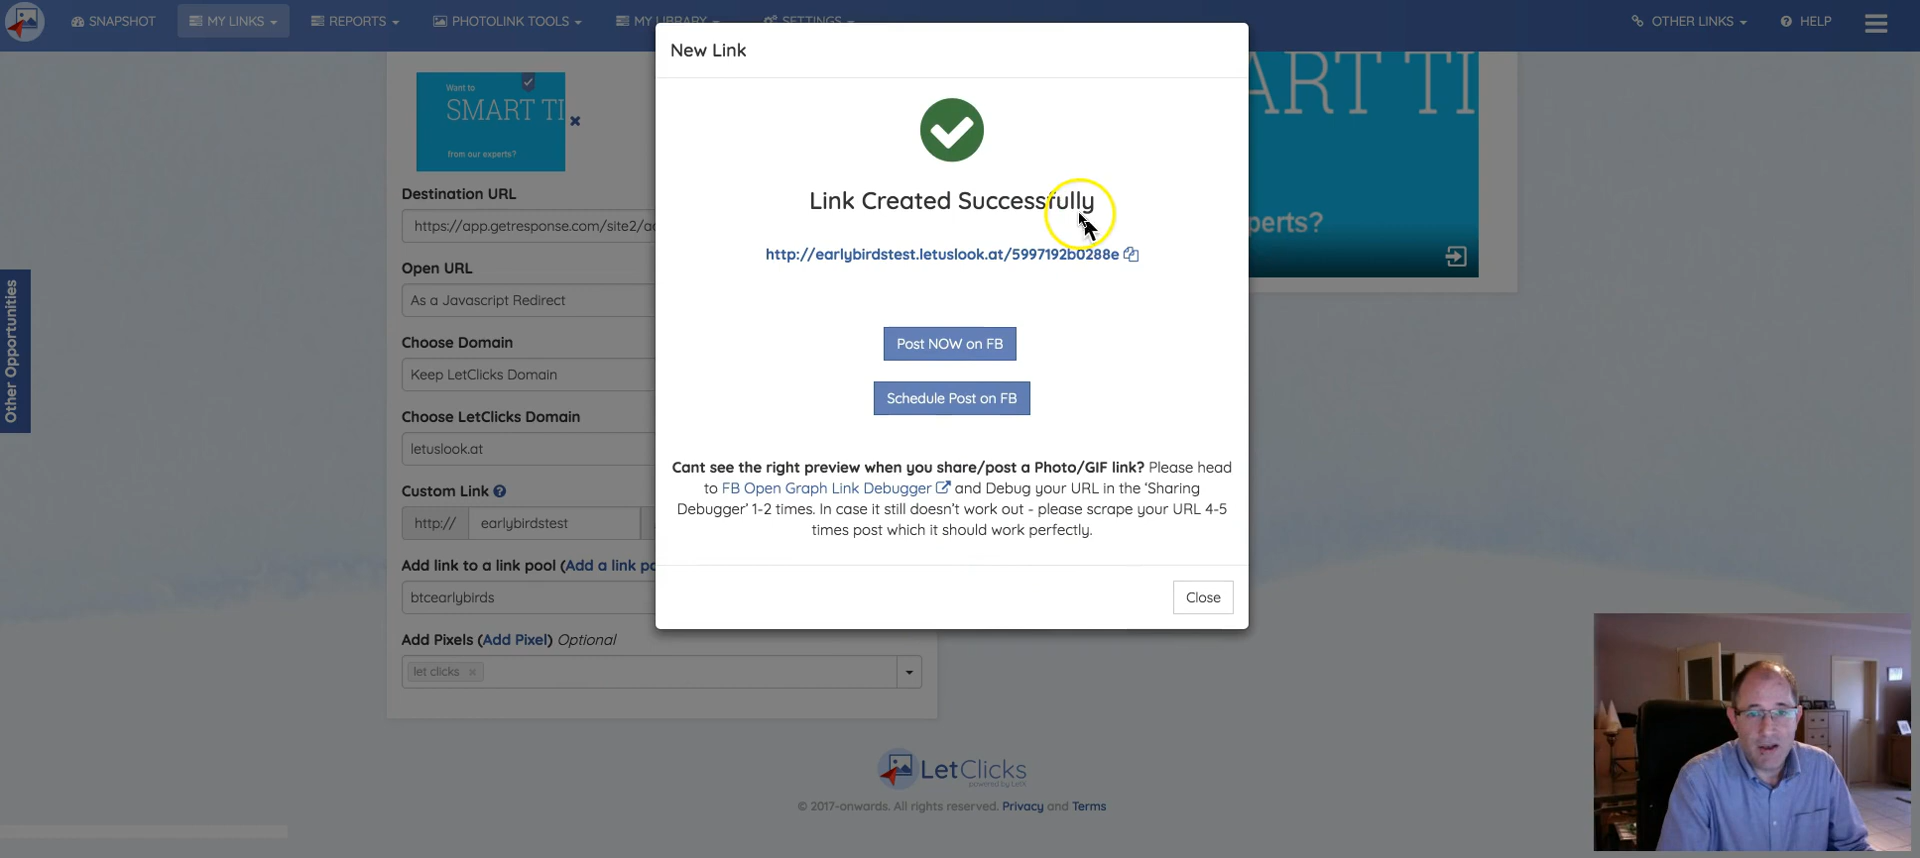 SNAPSHOT MY LINKS REPORTS PHOTOLINK TOOLS MY LIBRARY SETTINGS OTHER LINKS HELP
New Link
Want to
SMART TI
from our experts?
ART TI
perts?
Link Created Successfully
http://earlybirdstest.letuslook.at/5997192b0288e
Post NOW on FB
Schedule Post on FB
Cant see the right preview when you share/post a Photo/GIF link? Please head
to FB Open Graph Link Debugger and Debug your URL in the ‘Sharing
Debugger’ 1-2 times. In case it still doesn’t work out - please scrape your URL 4-5
times post which it should work perfectly.
Close
Destination URL
https://app.getresponse.com/site2/ac
Open URL
As a Javascript Redirect
Choose Domain
Keep LetClicks Domain
Choose LetClicks Domain
letuslook.at
Custom Link
http:// earlybirdstest
Add link to a link pool (Add a link po
btcearlybirds
Add Pixels (Add Pixel) Optional
let clicks
Other Opportunities
LetClicks
© 2017-onwards. All rights reserved. Privacy and Terms